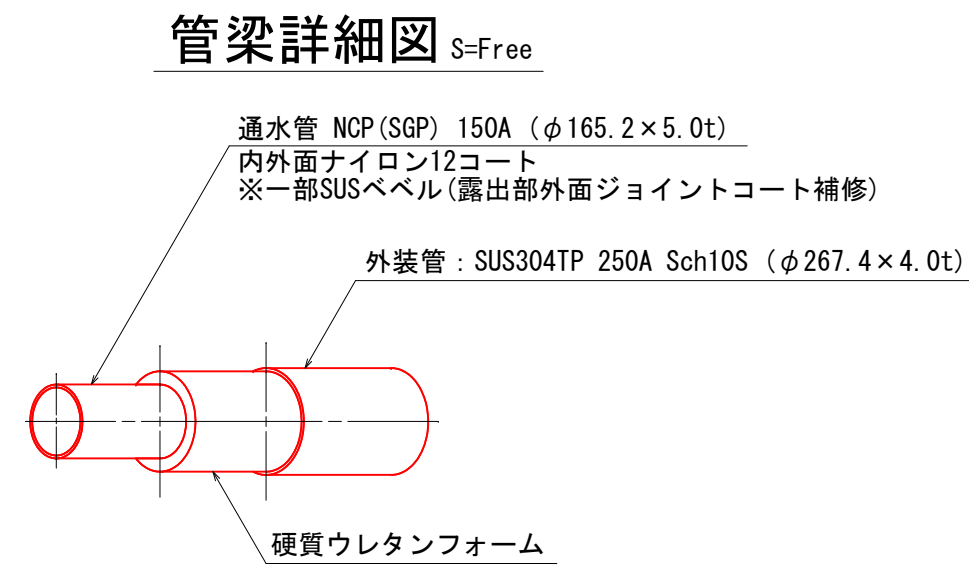 管梁詳細図 S=Free
通水管 NCP(SGP) 150A (φ165.2×5.0t)
内外面ナイロン12コート
※一部SUSベベル(露出部外面ジョイントコート補修)
外装管：SUS304TP 250A Sch10S (φ267.4×4.0t)
硬質ウレタンフォーム